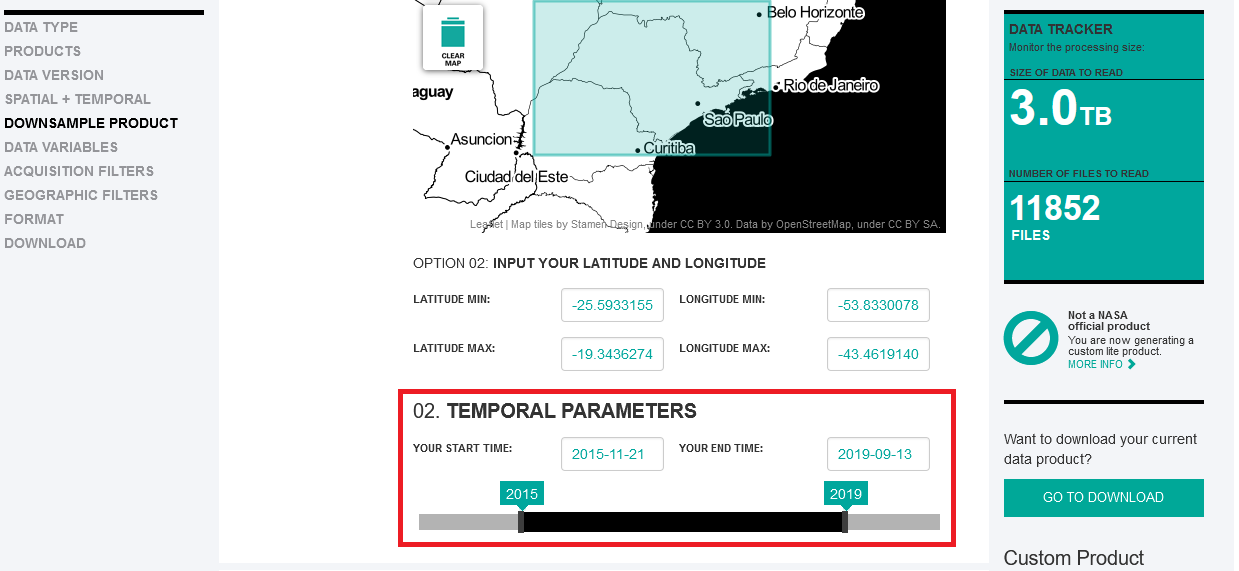 DATA TYPE
PRODUCTS
DATA VERSION
SPATIAL + TEMPORAL
DOWNSAMPLE PRODUCT
DATA VARIABLES
ACQUISITION FILTERS
GEOGRAPHIC FILTERS
FORMAT
DOWNLOAD
CLEAR
MAP
Belo Horizonte
Rio de Janeiro
aguay
Sao Paulo
Asuncion
Curitiba
Ciudad del Este
Leaflet | Map tiles by Stamen Design, under CC BY 3.0. Data by OpenStreetMap, under CC BY SA.
OPTION 02: INPUT YOUR LATITUDE AND LONGITUDE
LATITUDE MIN: -25.5933155 LONGITUDE MIN: -53.8330078
LATITUDE MAX: -19.3436274 LONGITUDE MAX: -43.4619140
02. TEMPORAL PARAMETERS
YOUR START TIME: 2015-11-21 YOUR END TIME: 2019-09-13
2015 2019
DATA TRACKER
Monitor the processing size:
SIZE OF DATA TO READ
3.0 TB
NUMBER OF FILES TO READ
11852
FILES
Not a NASA
official product
You are now generating a
custom lite product.
MORE INFO
Want to download your current
data product?
GO TO DOWNLOAD
Custom Product